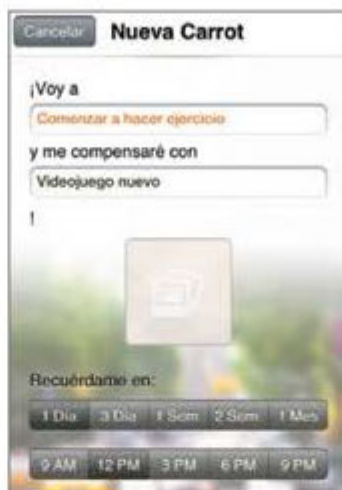 Cancelar Nueva Carrot
¡Voy a
Comenzar a hacer ejercicio
y me compensaré con
Videojuego nuevo
!
Recuérdame en:
1 Día 3 Día 1 Sem 2 Sem 1 Mes
9 AM 12 PM 3 PM 6 PM 9 PM